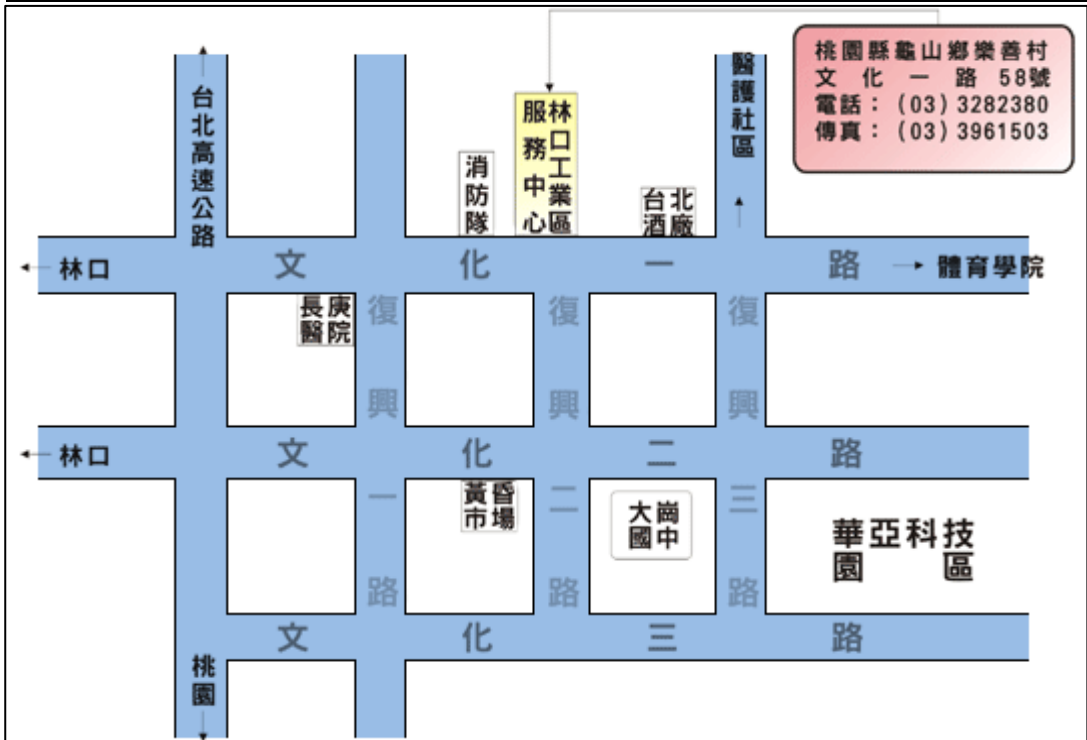 桃園縣龜山鄉樂善村
文化一路 58號
電話：(03)3282380
傳真：(03)3961503
台北高速公路
醫護社區
林口工業區
服務中心
消防隊
台北
酒廠
林口
文化一路
體育學院
長庚
醫院
復興一路
復興二路
復興三路
林口
文化二路
黃昏
市場
大崗
國中
華亞科技
園區
文化三路
桃園